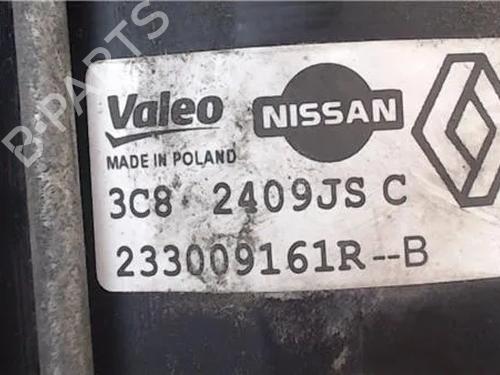 B-PARTS
Valeo NISSAN
MADE IN POLAND
3C8 2409JS C
233009161R--B